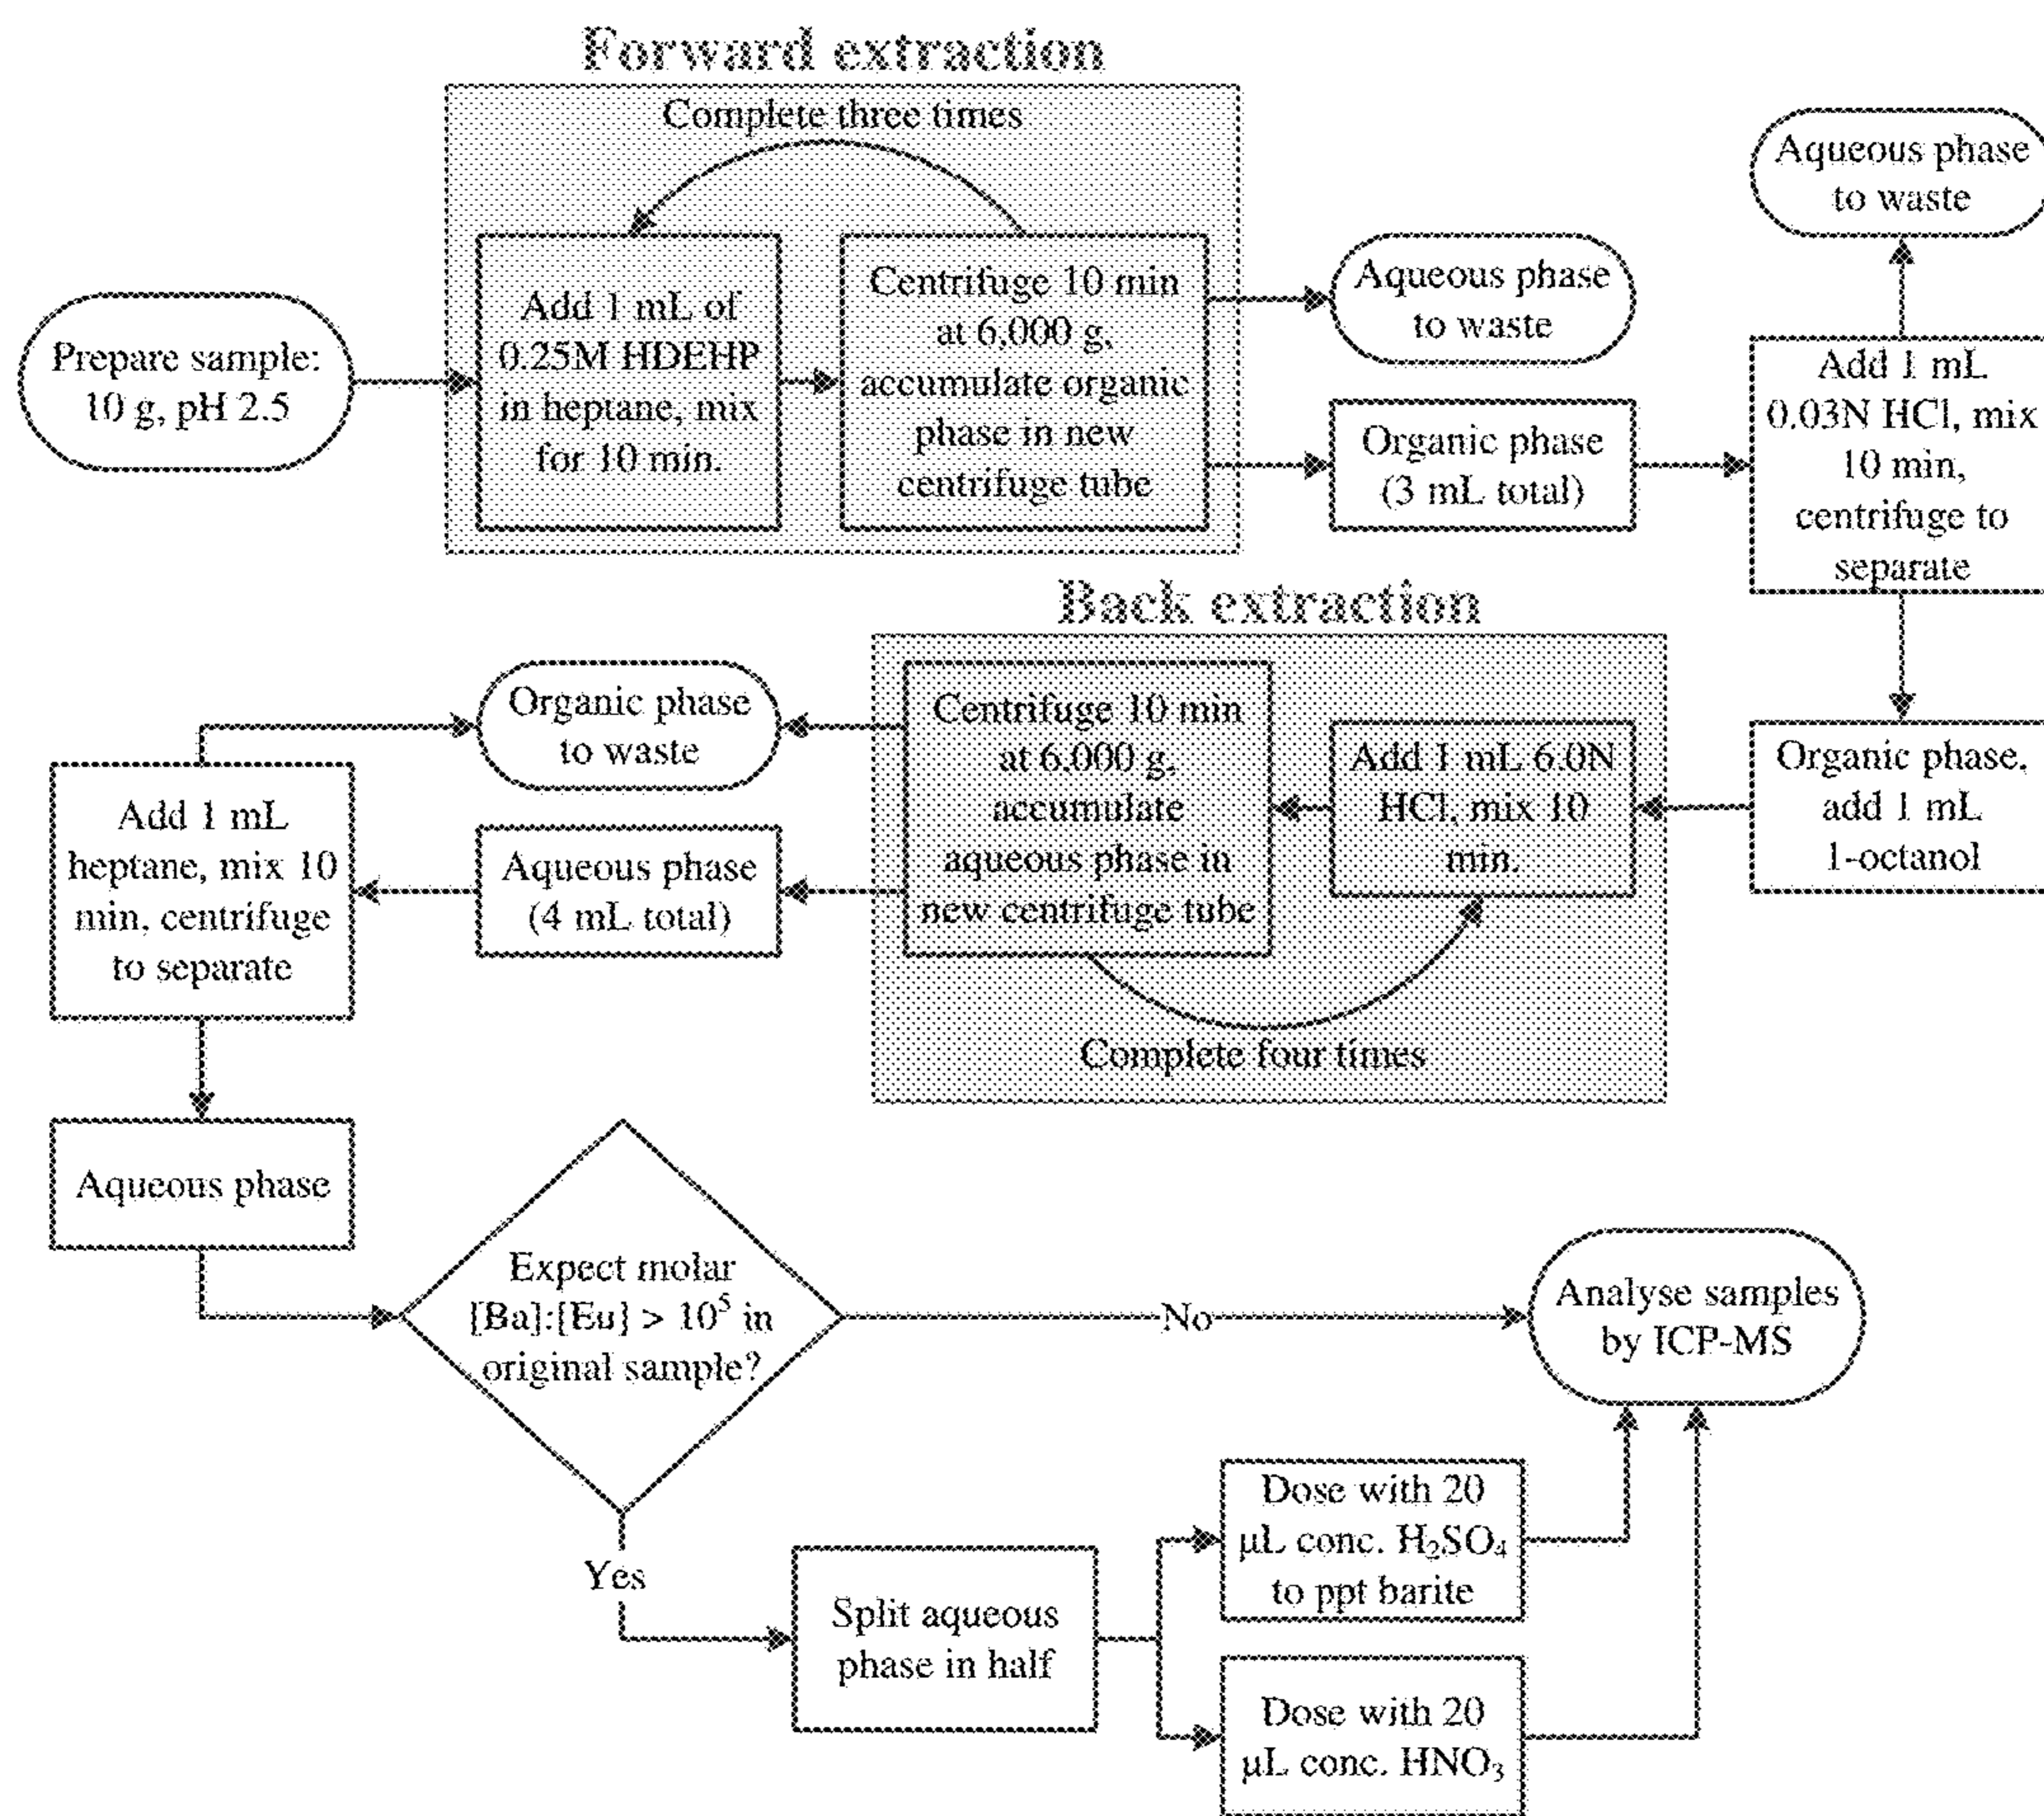 Forward extraction
Complete three times
Prepare sample:
10 g, pH 2.5
Add 1 mL of
0.25M HDEHP
in heptane, mix
for 10 min.
Centrifuge 10 min
at 6,000 g,
accumulate organic
phase in new
centrifuge tube
Aqueous phase
to waste
Organic phase
(3 mL total)
Aqueous phase
to waste
Add 1 mL
0.03N HCl, mix
10 min,
centrifuge to
separate
Back extraction
Organic phase,
add 1 mL
1-octanol
Add 1 mL 6.0N
HCl, mix 10
min.
Centrifuge 10 min
at 6,000 g,
accumulate
aqueous phase in
new centrifuge tube
Complete four times
Organic phase
to waste
Aqueous phase
(4 mL total)
Add 1 mL
heptane, mix 10
min, centrifuge
to separate
Aqueous phase
Expect molar
[Ba]:[Eu] > 10⁵ in
original sample?
No
Analyse samples
by ICP-MS
Yes
Split aqueous
phase in half
Dose with 20
µL conc. H₂SO₄
to ppt barite
Dose with 20
µL conc. HNO₃